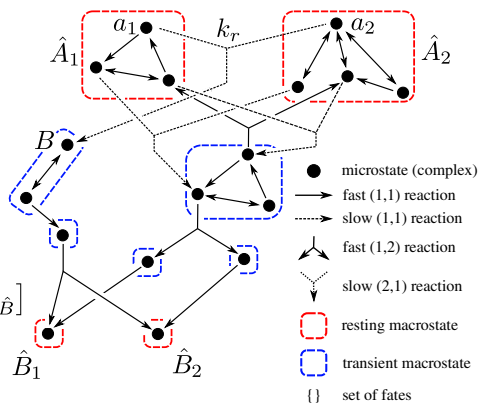 a₁
k_r
a₂
Â₁
Â₂
B
microstate (complex)
fast (1,1) reaction
slow (1,1) reaction
fast (1,2) reaction
slow (2,1) reaction
]
B̂
resting macrostate
B̂₁
B̂₂
transient macrostate
{} set of fates